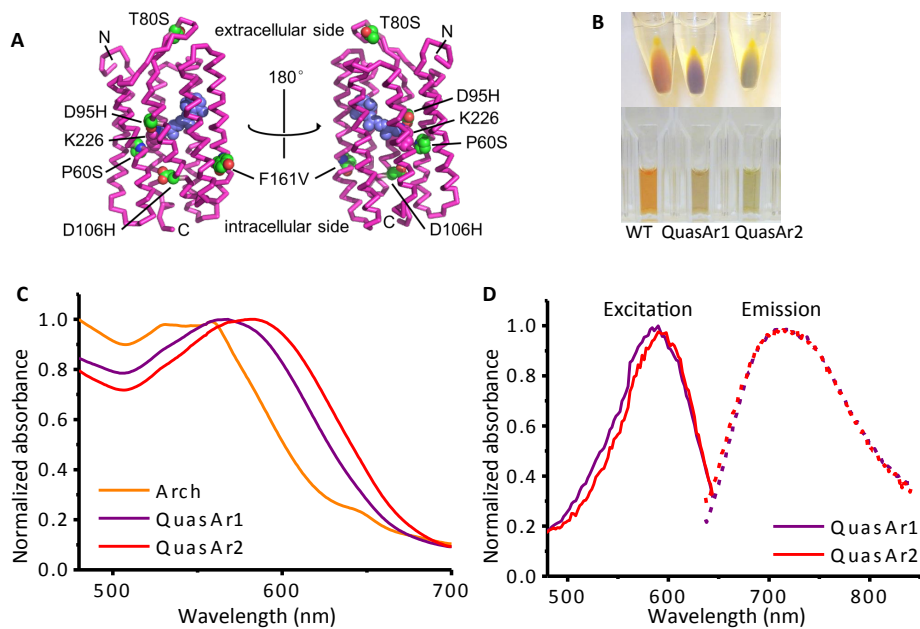 A
T80S
extracellular side
T80S
N
N
180°
D95H
D95H
K226
K226
P60S
P60S
F161V
D106H
C
intracellular side
C
D106H
B
WT QuasAr1 QuasAr2
C
Normalized absorbance
1.0
0.8
0.6
0.4
0.2
0.0
Arch
QuasAr1
QuasAr2
500 600 700
Wavelength (nm)
D
Excitation Emission
Normalized absorbance
1.0
0.8
0.6
0.4
0.2
0.0
QuasAr1
QuasAr2
500 600 700 800
Wavelength (nm)